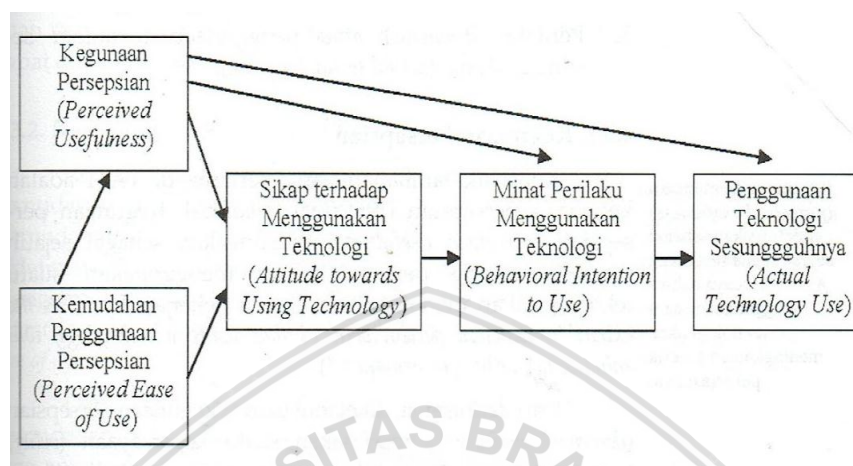 Kegunaan
Persepsian
(Perceived
Usefulness)
Sikap terhadap
Menggunakan
Teknologi
(Attitude towards
Using Technology)
Minat Perilaku
Menggunakan
Teknologi
(Behavioral Intention
to Use)
Penggunaan
Teknologi
Sesunggguhnya
(Actual
Technology Use)
Kemudahan
Penggunaan
Persepsian
(Perceived Ease
of Use)
SITAS BRA